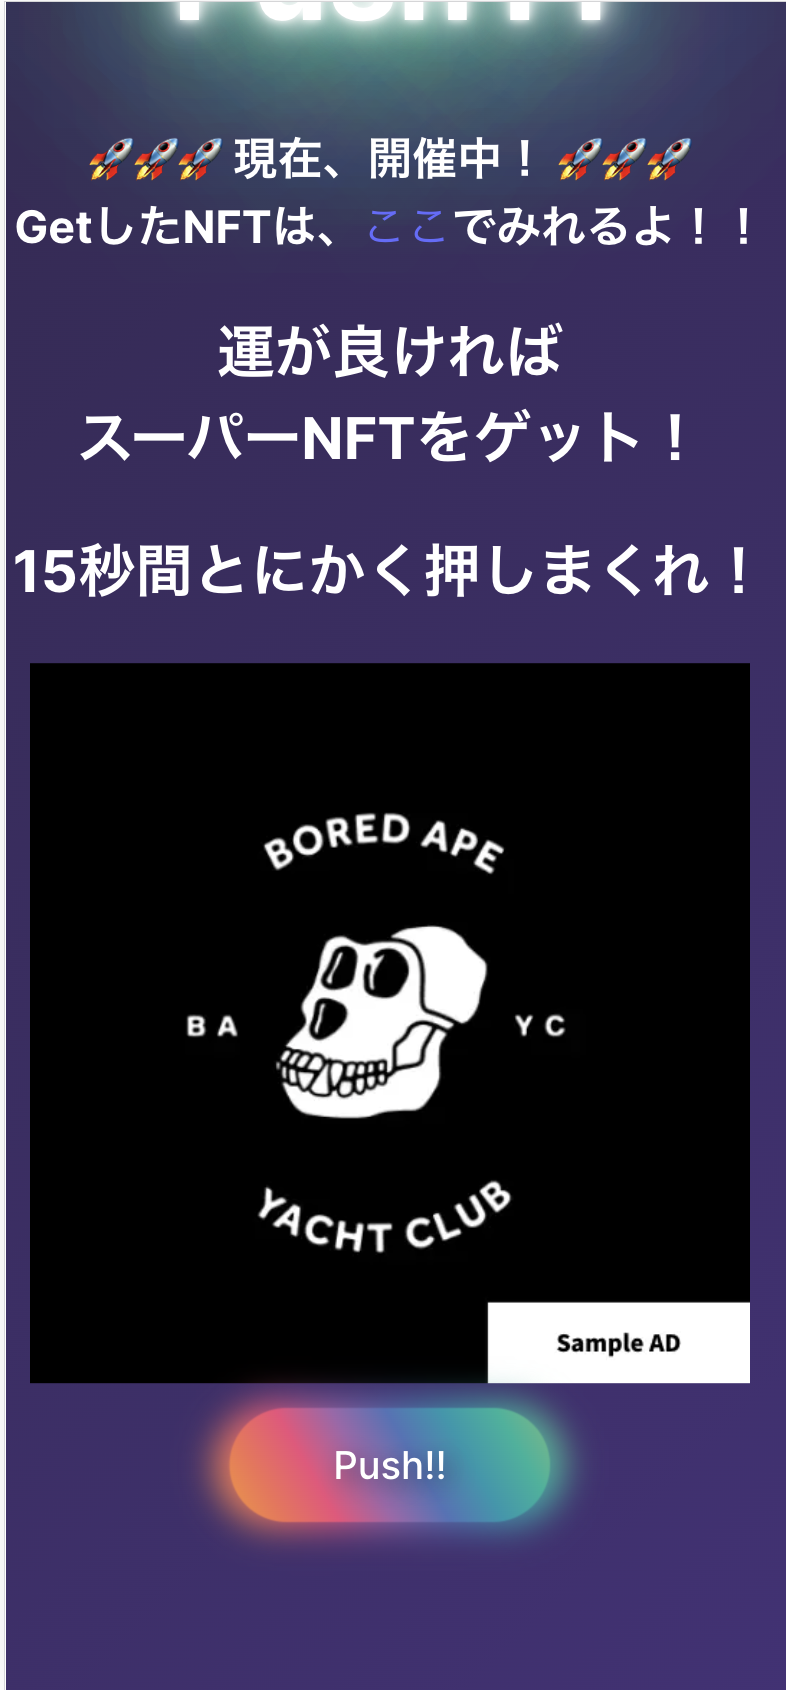 🚀🚀🚀 現在、開催中！ 🚀🚀🚀
GetしたNFTは、ここでみれるよ！！
運が良ければ
スーパーNFTをゲット！
15秒間とにかく押しまくれ！
BORED APE
B A Y C
YACHT CLUB
Sample AD
Push!!